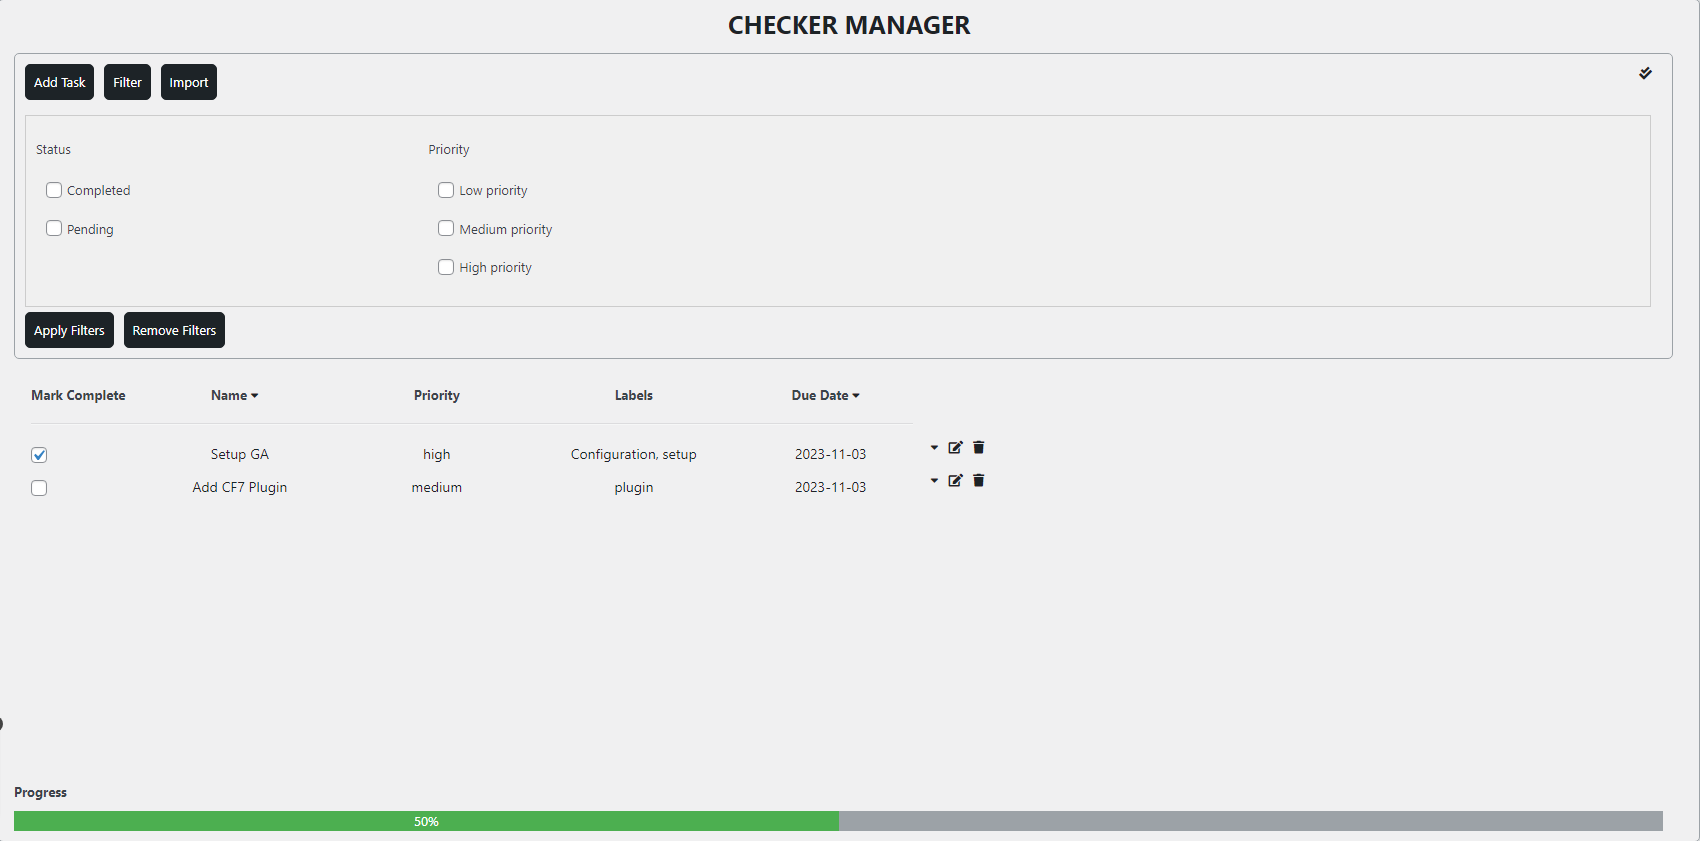 CHECKER MANAGER
Add Task Filter Import
Status Priority
Completed Low priority
Pending Medium priority
High priority
Apply Filters Remove Filters
Mark Complete Name Priority Labels Due Date
Setup GA high Configuration, setup 2023-11-03
Add CF7 Plugin medium plugin 2023-11-03
Progress
50%